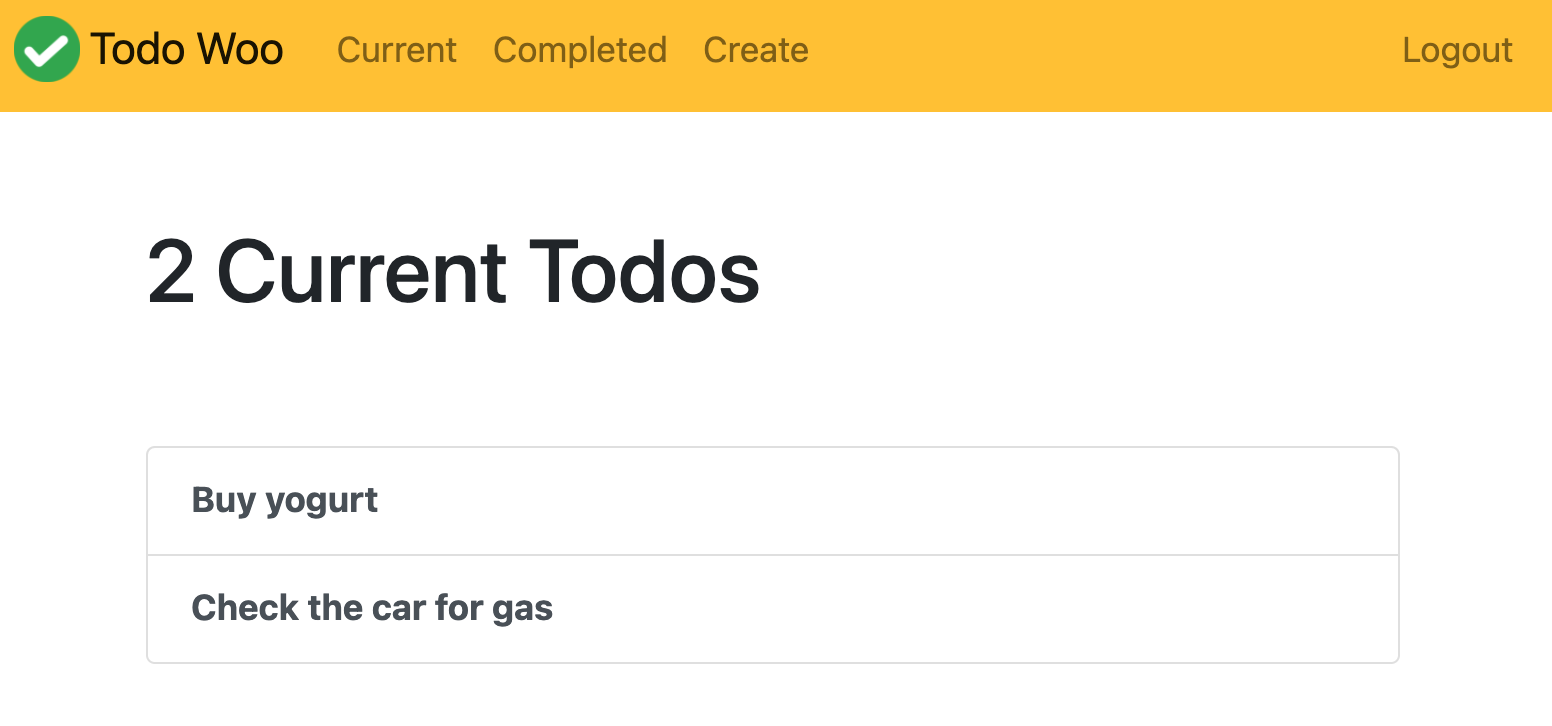 Todo Woo Current Completed Create Logout
2 Current Todos
Buy yogurt
Check the car for gas